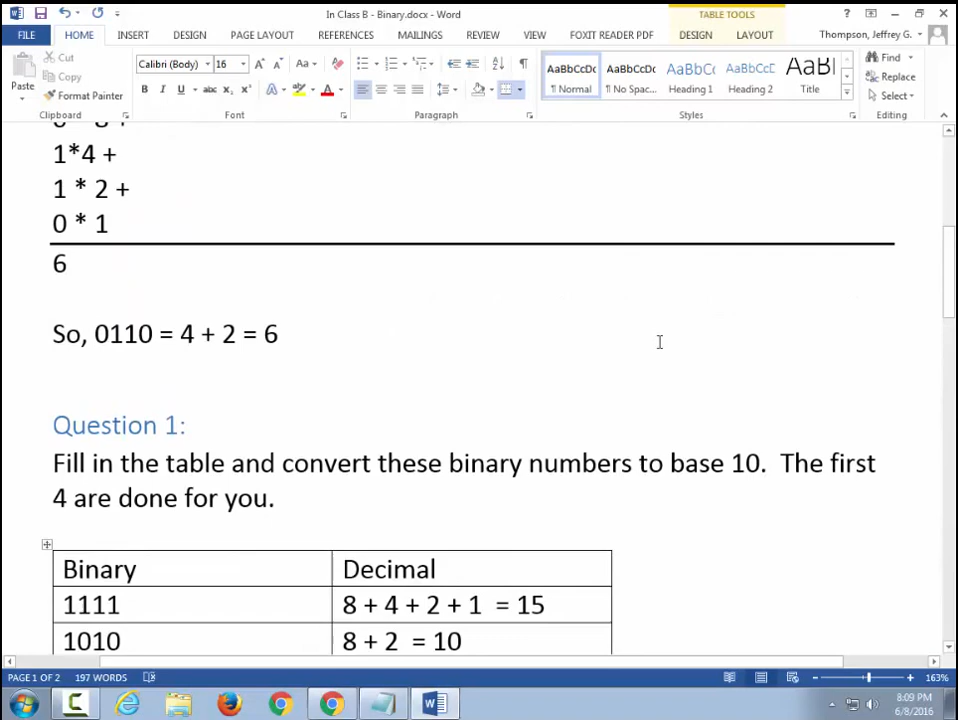 In Class B - Binary.docx - Word
TABLE TOOLS
FILE HOME INSERT DESIGN PAGE LAYOUT REFERENCES MAILINGS REVIEW VIEW FOXIT READER PDF DESIGN LAYOUT Thompson, Jeffrey G.
Paste
Cut
Copy
Format Painter
Calibri (Body) 16
AaBbCcDc AaBbCcDc AaBbCc AaBbCcE AaBl
¶ Normal ¶ No Spac... Heading 1 Heading 2 Title
Find
Replace
Select
Clipboard Font Paragraph Styles Editing
1*4 +
1 * 2 +
0 * 1
6
So, 0110 = 4 + 2 = 6
Question 1:
Fill in the table and convert these binary numbers to base 10.  The first
4 are done for you.
Binary Decimal
1111 8 + 4 + 2 + 1  = 15
1010 8 + 2  = 10
PAGE 1 OF 2 197 WORDS 163%
8:09 PM
6/8/2016